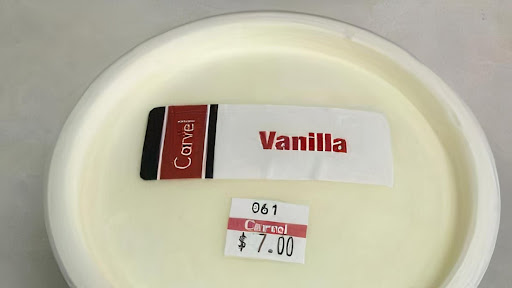 Carvel
Vanilla
061
Carvel
$ 7.00